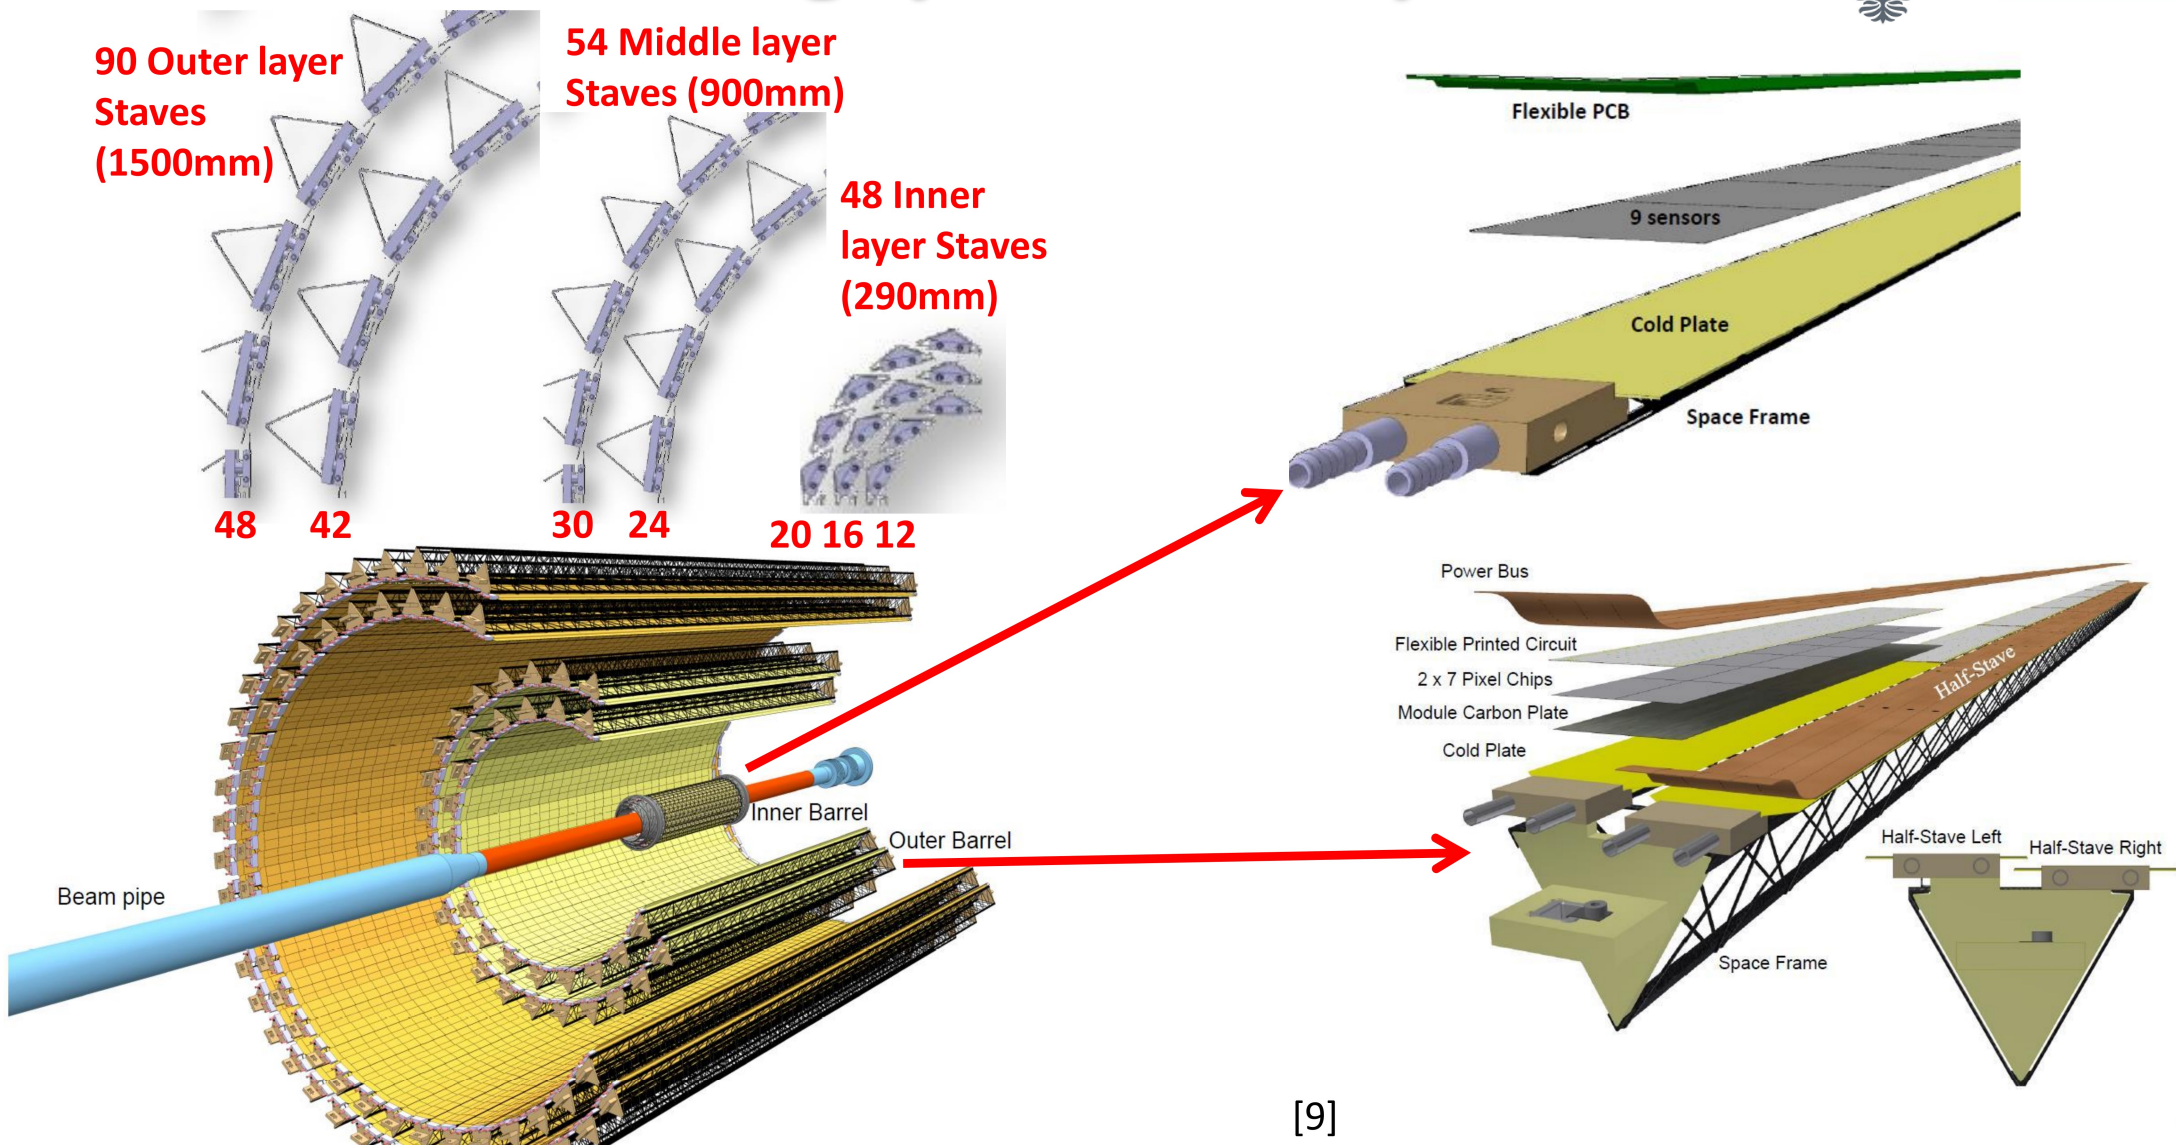 90 Outer layer
Staves
(1500mm)
54 Middle layer
Staves (900mm)
48 Inner
layer Staves
(290mm)
48 42
30 24
20 16 12
Flexible PCB
9 sensors
Cold Plate
Space Frame
Inner Barrel
Outer Barrel
Beam pipe
Power Bus
Flexible Printed Circuit
2 x 7 Pixel Chips
Module Carbon Plate
Cold Plate
Half-Stave
Half-Stave Left
Half-Stave Right
Space Frame
[9]